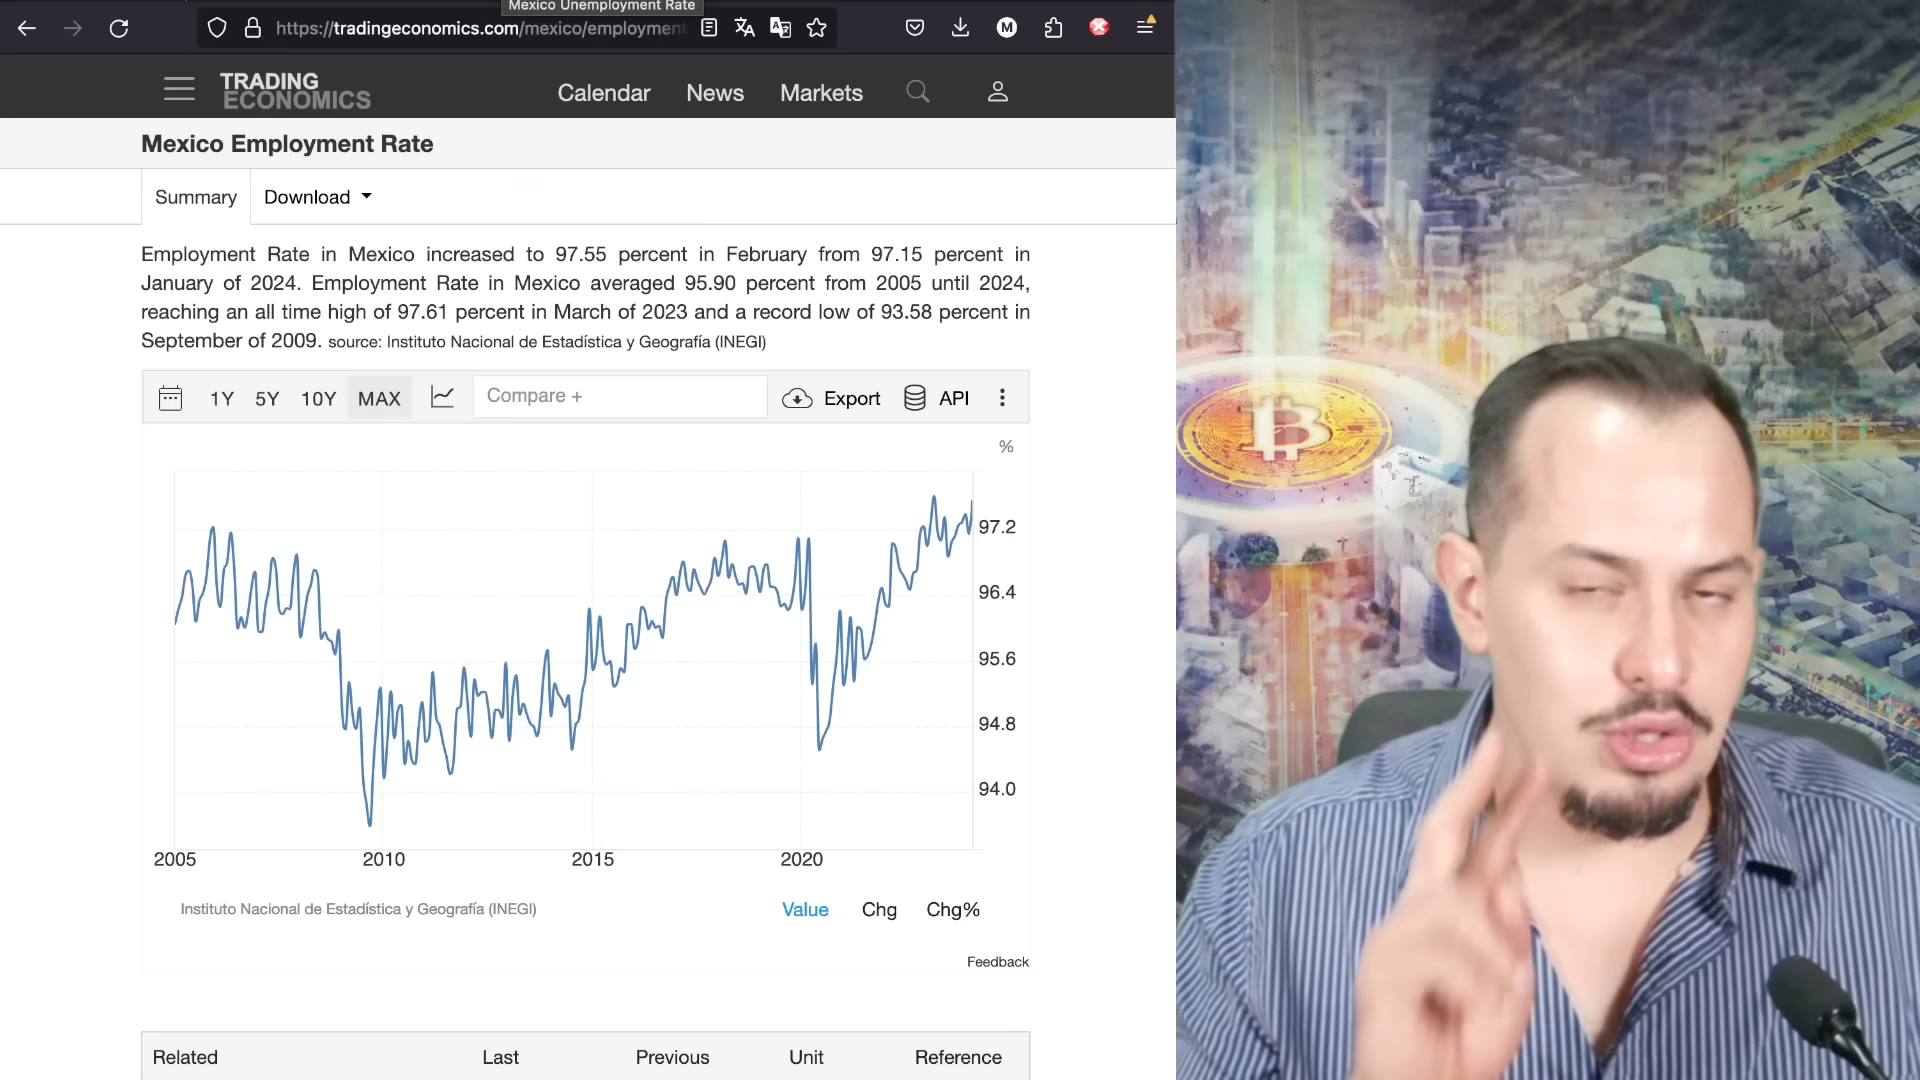 Mexico Unemployment Rate
https://tradingeconomics.com/mexico/employment
M
TRADING
ECONOMICS
Calendar
News
Markets
Mexico Employment Rate
Summary
Download
Employment Rate in Mexico increased to 97.55 percent in February from 97.15 percent in
January of 2024. Employment Rate in Mexico averaged 95.90 percent from 2005 until 2024,
reaching an all time high of 97.61 percent in March of 2023 and a record low of 93.58 percent in
September of 2009. source: Instituto Nacional de Estadística y Geografía (INEGI)
1Y 5Y 10Y MAX Compare + Export API
%
97.2
96.4
95.6
94.8
94.0
2005 2010 2015 2020
Instituto Nacional de Estadística y Geografía (INEGI)
Value Chg Chg%
Feedback
Related Last Previous Unit Reference